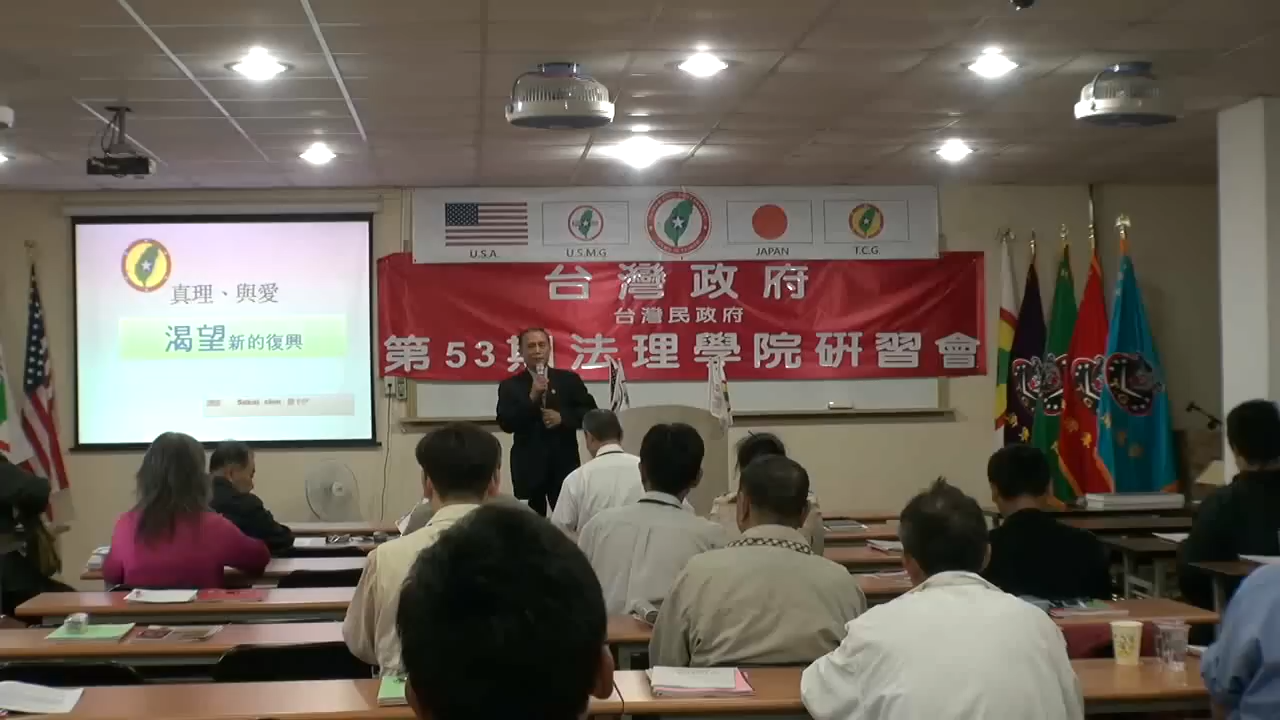 真理、與愛
渴望新的復興
U.S.A.
U.S.M.G
JAPAN
T.C.G.
台灣政府
台灣民政府
第53期 法理學院研習會